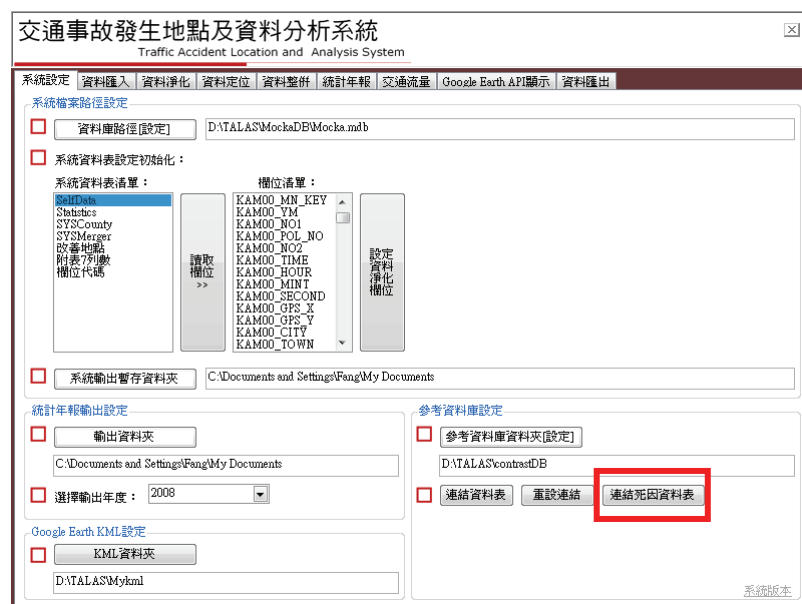 交通事故發生地點及資料分析系統
Traffic Accident Location and Analysis System
系統設定 資料匯入 資料淨化 資料定位 資料整併 統計年報 交通流量 Google Earth API顯示 資料匯出
系統檔案路徑設定
資料庫路徑[設定] D:\TALAS\MockaDB\Mocka.mdb
系統資料表設定初始化：
系統資料表清單： 欄位清單：
SelfData KAM00_MN_KEY
Statistics KAM00_YM
SYSCounty KAM00_NO1
SYSMerger KAM00_POL_NO
改善地點 KAM00_NO2
附表7列數 KAM00_TIME
欄位代碼 KAM00_HOUR
KAM00_MINT
KAM00_SECOND
KAM00_GPS_X
KAM00_GPS_Y
KAM00_CITY
KAM00_TOWN
讀取
欄位
>>
設定
資料
淨化
欄位
系統輸出暫存資料夾 C:\Documents and Settings\Fang\My Documents
統計年報輸出設定
輸出資料夾
C:\Documents and Settings\Fang\My Documents
選擇輸出年度： 2008
Google Earth KML設定
KML資料夾
D:\TALAS\Mykml
參考資料庫設定
參考資料庫資料夾[設定]
D:\TALAS\contrastDB
連結資料表 重設連結 連結死因資料表
系統版本